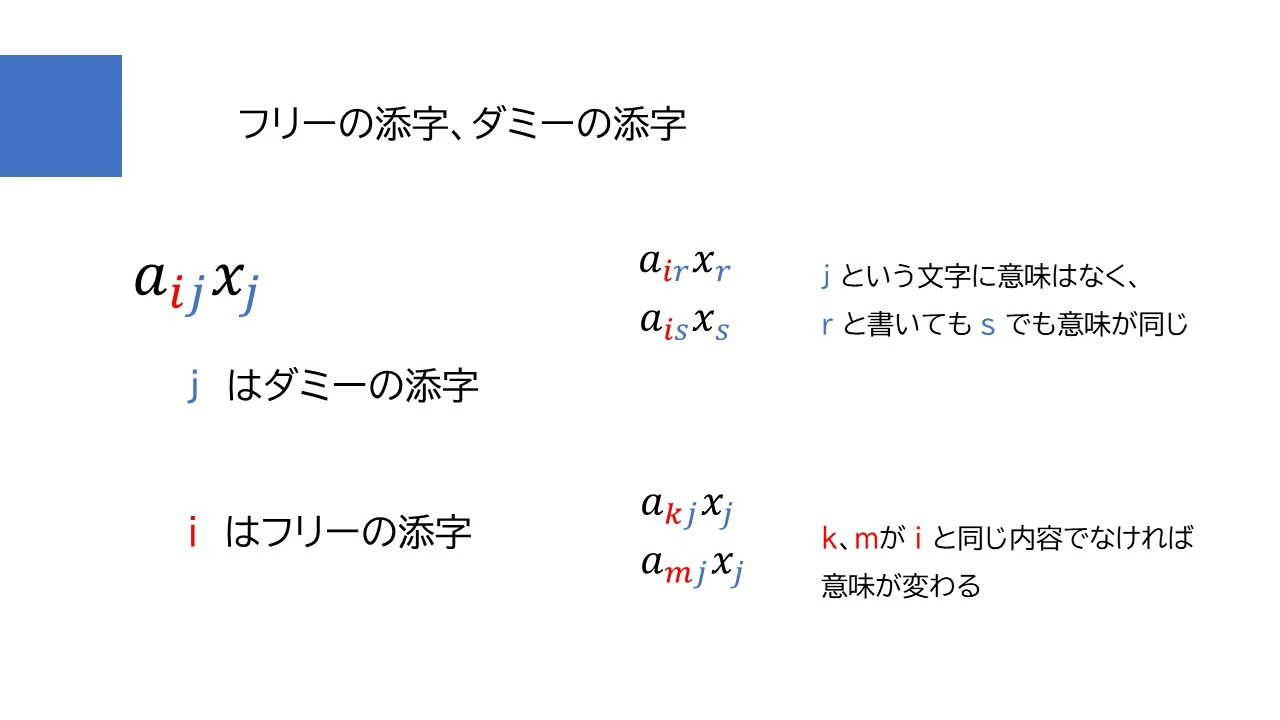 フリーの添字、ダミーの添字
a_{ij}x_j
j はダミーの添字
a_{ir}x_r
a_{is}x_s
j という文字に意味はなく、
r と書いても s でも意味が同じ
i はフリーの添字
a_{kj}x_j
a_{mj}x_j
k、mが i と同じ内容でなければ
意味が変わる